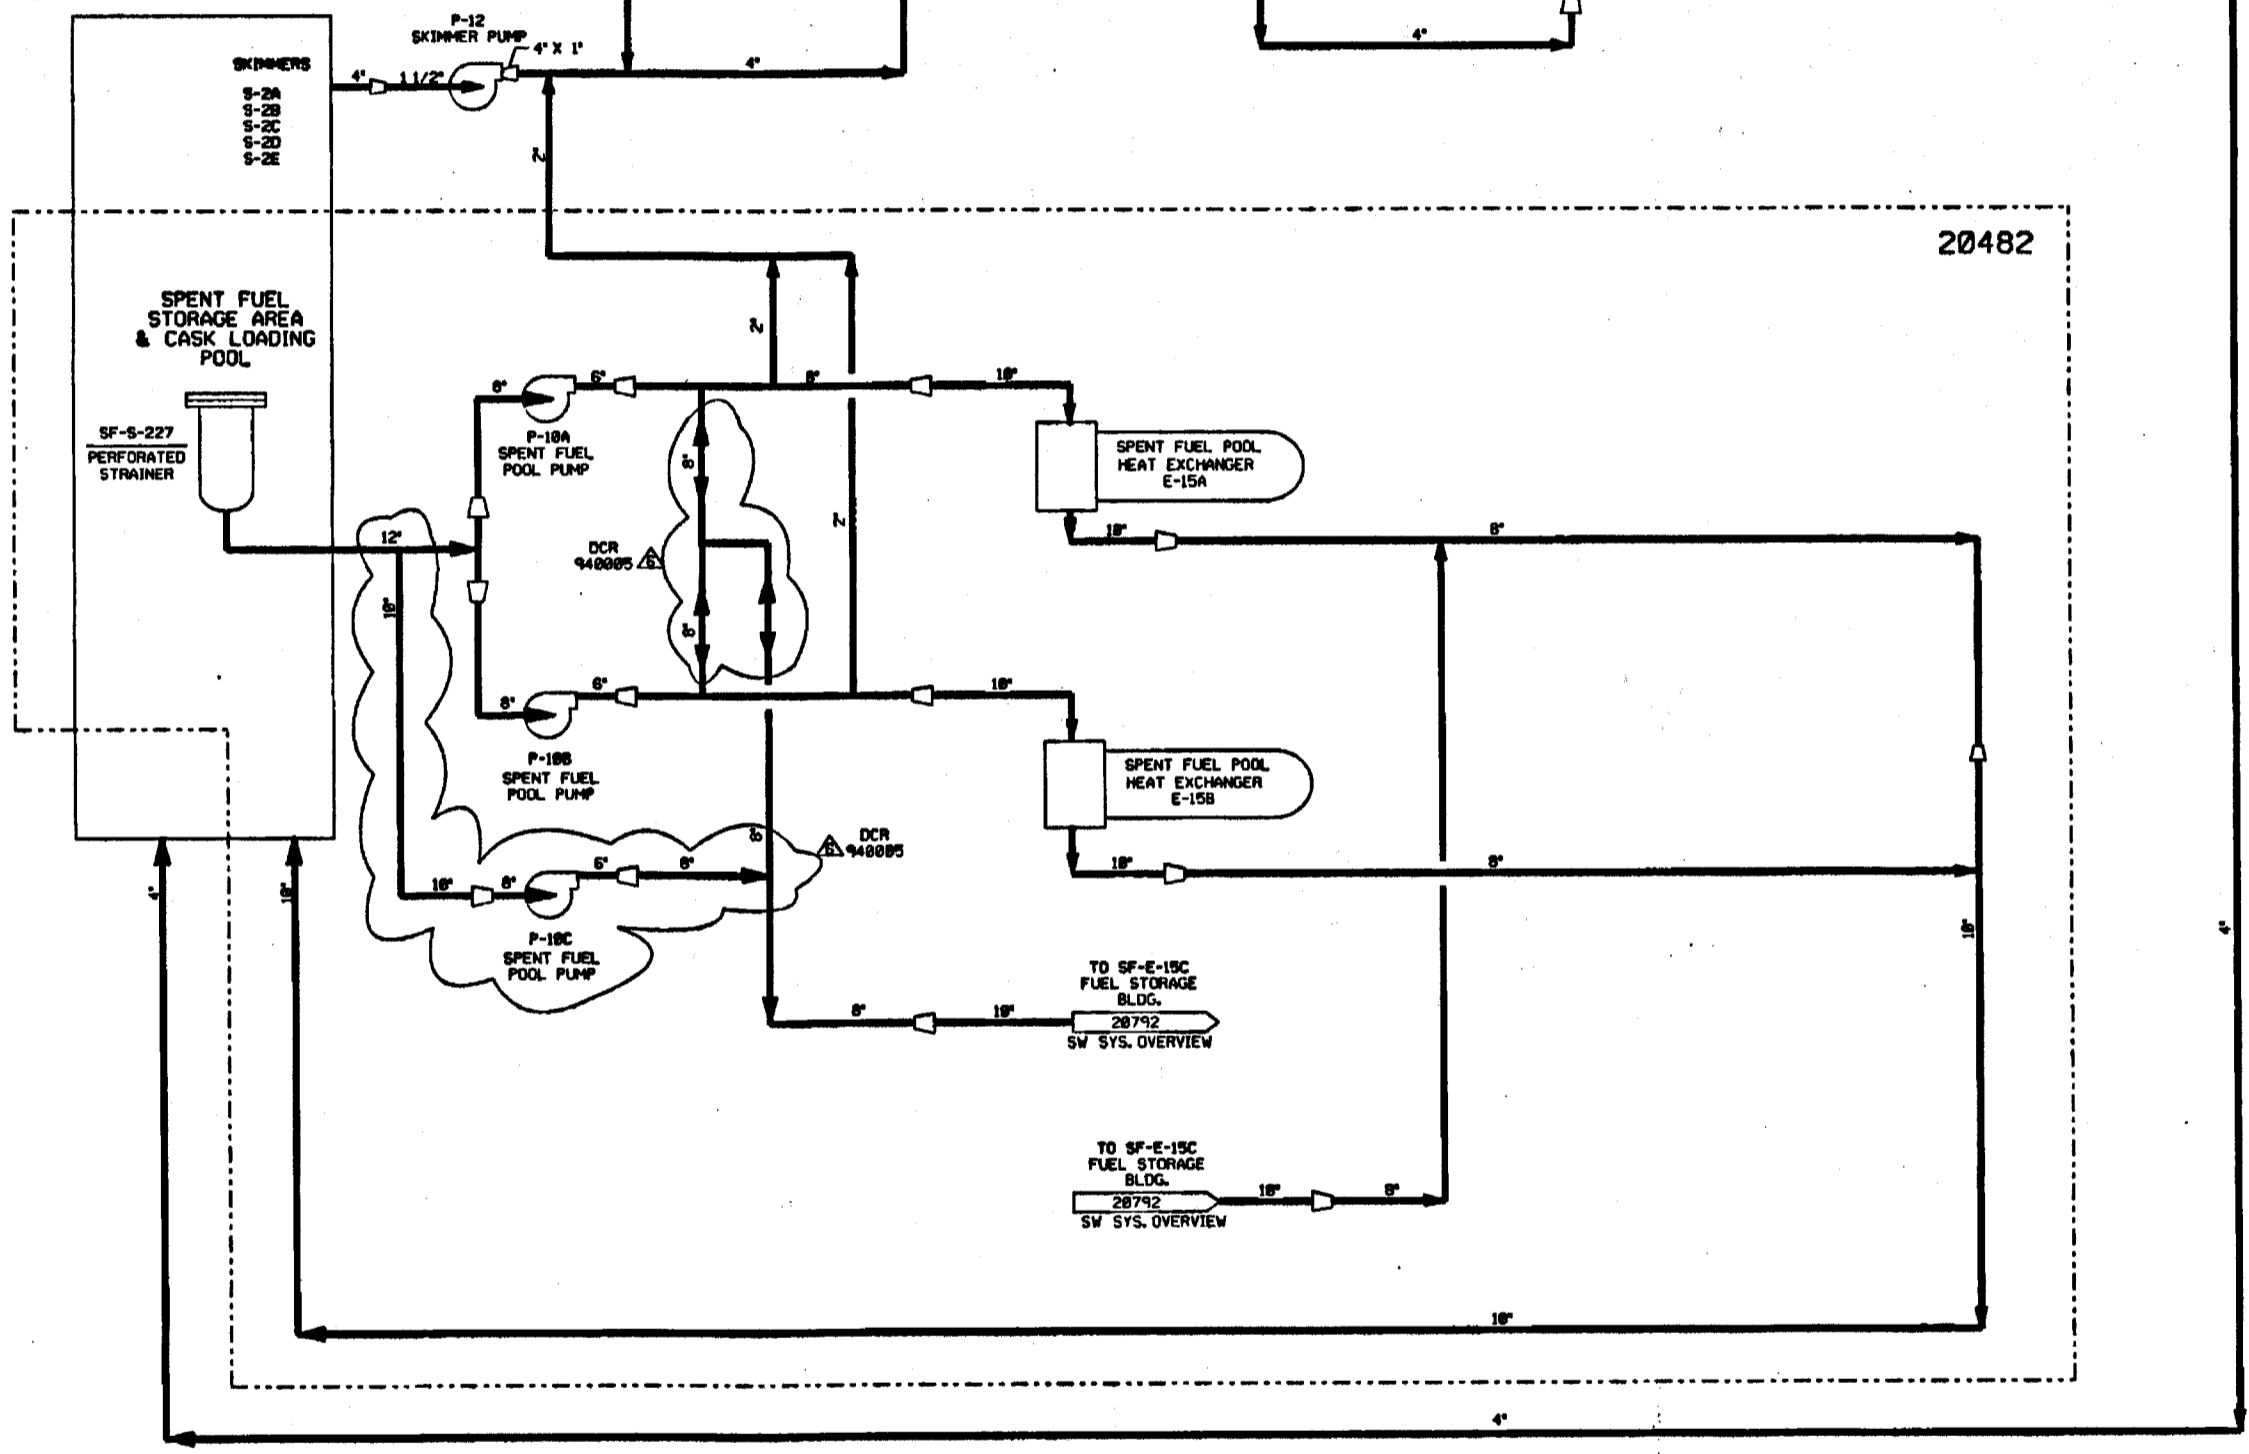 P-12
SKIMMER PUMP
4" X 1"
4"
4"
SKIMMERS
4"
1 1/2"
S-2A
S-2B
S-2C
S-2D
S-2E
2"
20482
SPENT FUEL
STORAGE AREA
& CASK LOADING
POOL
2"
6"
8"
10"
8"
SF-S-227
PERFORATED
STRAINER
P-10A
SPENT FUEL
POOL PUMP
8"
SPENT FUEL POOL
HEAT EXCHANGER
E-15A
2"
12"
10"
8"
DCR
940005
6
10"
8"
6"
10"
8"
P-10B
SPENT FUEL
POOL PUMP
SPENT FUEL POOL
HEAT EXCHANGER
E-15B
8"
DCR
940005
6
6"
8"
10"
8"
4"
10"
10"
8"
10"
4"
P-10C
SPENT FUEL
POOL PUMP
TO SF-E-15C
FUEL STORAGE
BLDG.
8"
10"
20792
SW SYS. OVERVIEW
TO SF-E-15C
FUEL STORAGE
BLDG.
20792
10"
8"
SW SYS. OVERVIEW
10"
4"